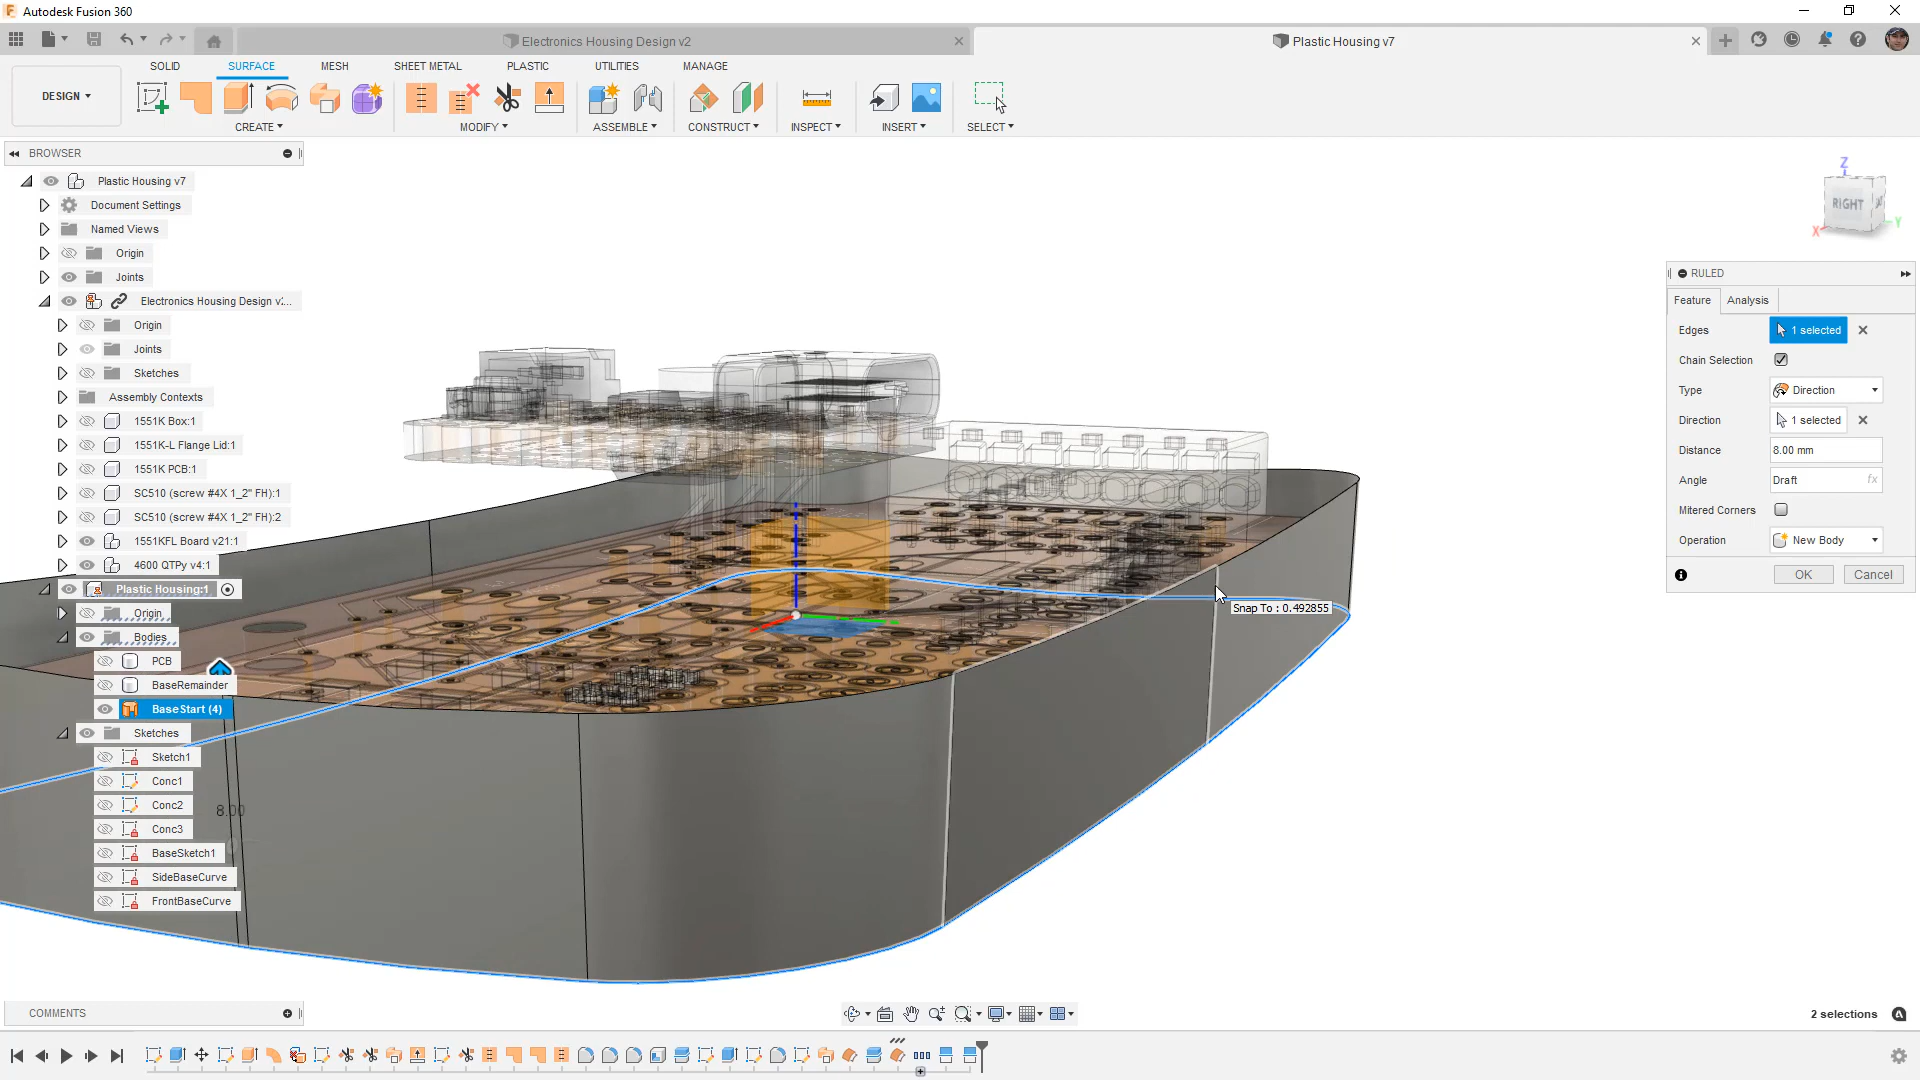 Autodesk Fusion 360
Electronics Housing Design v2
Plastic Housing v7
SOLID SURFACE MESH SHEET METAL PLASTIC UTILITIES MANAGE
DESIGN
CREATE MODIFY ASSEMBLE CONSTRUCT INSPECT INSERT SELECT
BROWSER
Plastic Housing v7
Document Settings
Named Views
Origin
Joints
Electronics Housing Design v2...
Origin
Joints
Sketches
Assembly Contexts
1551K Box:1
1551K-L Flange Lid:1
1551K PCB:1
SC510 (screw #4X 1_2" FH):1
SC510 (screw #4X 1_2" FH):2
1551KFL Board v21:1
4600 QTPy v4:1
Plastic Housing:1
Origin
Bodies
PCB
BaseRemainder
BaseStart (4)
Sketches
Sketch1
Conc1
Conc2
Conc3
BaseSketch1
SideBaseCurve
FrontBaseCurve
8.00
Snap To : 0.492855
Z
RIGHT
X
Y
RULED
Feature Analysis
Edges 1 selected
Chain Selection
Type Direction
Direction 1 selected
Distance 8.00 mm
Angle Draft fx
Mitered Corners
Operation New Body
OK Cancel
COMMENTS
2 selections